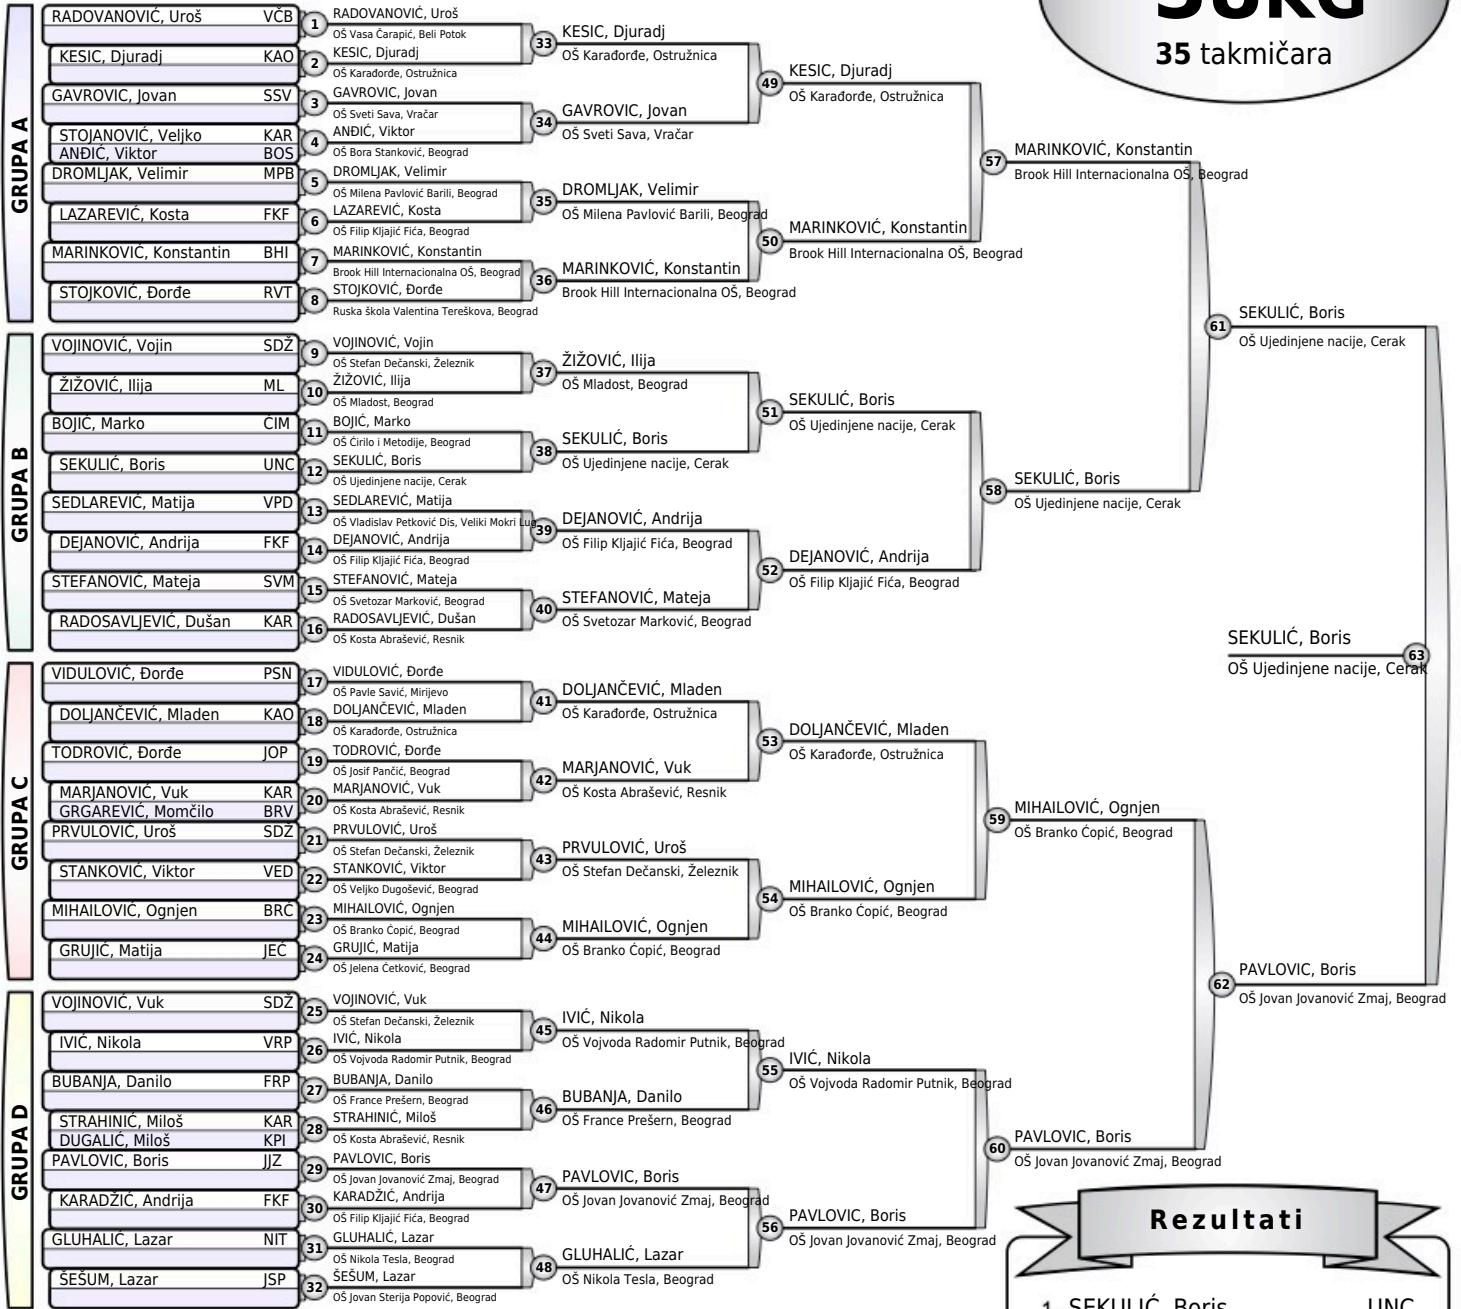 35 takmičara
GRUPA A
RADOVANOVIĆ, Uroš VČB
KESIC, Djuradj KAO
GAVROVIC, Jovan SSV
STOJANOVIĆ, Veljko KAR
ANĐIĆ, Viktor BOS
DROMLJAK, Velimir MPB
LAZAREVIĆ, Kosta FKF
MARINKOVIĆ, Konstantin BHI
STOJKOVIĆ, Đorđe RVT
GRUPA B
VOJINOVIĆ, Vojin SDŽ
ŽIŽOVIĆ, Ilija ML
BOJIĆ, Marko ĆIM
SEKULIĆ, Boris UNC
SEDLAREVIĆ, Matija VPD
DEJANOVIĆ, Andrija FKF
STEFANOVIĆ, Mateja SVM
RADOSAVLJEVIĆ, Dušan KAR
GRUPA C
VIDULOVIĆ, Đorđe PSN
DOLJANČEVIĆ, Mladen KAO
TODROVIĆ, Đorđe JOP
MARJANOVIĆ, Vuk KAR
GRGAREVIĆ, Momčilo BRV
PRVULOVIĆ, Uroš SDŽ
STANKOVIĆ, Viktor VED
MIHAILOVIĆ, Ognjen BRĆ
GRUJIĆ, Matija JEĆ
GRUPA D
VOJINOVIĆ, Vuk SDŽ
IVIĆ, Nikola VRP
BUBANJA, Danilo FRP
STRAHINIĆ, Miloš KAR
DUGALIĆ, Miloš KPI
PAVLOVIC, Boris JJZ
KARADŽIĆ, Andrija FKF
GLUHALIĆ, Lazar NIT
ŠEŠUM, Lazar JSP
1 RADOVANOVIĆ, Uroš
OŠ Vasa Čarapić, Beli Potok
2 KESIC, Djuradj
OŠ Karađorđe, Ostružnica
3 GAVROVIC, Jovan
OŠ Sveti Sava, Vračar
4 ANĐIĆ, Viktor
OŠ Bora Stanković, Beograd
5 DROMLJAK, Velimir
OŠ Milena Pavlović Barili, Beograd
6 LAZAREVIĆ, Kosta
OŠ Filip Kljajić Fića, Beograd
7 MARINKOVIĆ, Konstantin
Brook Hill Internacionalna OŠ, Beograd
8 STOJKOVIĆ, Đorđe
Ruska škola Valentina Tereškova, Beograd
9 VOJINOVIĆ, Vojin
OŠ Stefan Dečanski, Železnik
10 ŽIŽOVIĆ, Ilija
OŠ Mladost, Beograd
11 BOJIĆ, Marko
OŠ Ćirilo i Metodije, Beograd
12 SEKULIĆ, Boris
OŠ Ujedinjene nacije, Cerak
13 SEDLAREVIĆ, Matija
OŠ Vladislav Petković Dis, Veliki Mokri Lug
14 DEJANOVIĆ, Andrija
OŠ Filip Kljajić Fića, Beograd
15 STEFANOVIĆ, Mateja
OŠ Svetozar Marković, Beograd
16 RADOSAVLJEVIĆ, Dušan
OŠ Kosta Abrašević, Resnik
17 VIDULOVIĆ, Đorđe
OŠ Pavle Savić, Mirijevo
18 DOLJANČEVIĆ, Mladen
OŠ Karađorđe, Ostružnica
19 TODROVIĆ, Đorđe
OŠ Josif Pančić, Beograd
20 MARJANOVIĆ, Vuk
OŠ Kosta Abrašević, Resnik
21 PRVULOVIĆ, Uroš
OŠ Stefan Dečanski, Železnik
22 STANKOVIĆ, Viktor
OŠ Veljko Dugošević, Beograd
23 MIHAILOVIĆ, Ognjen
OŠ Branko Ćopić, Beograd
24 GRUJIĆ, Matija
OŠ Jelena Ćetković, Beograd
25 VOJINOVIĆ, Vuk
OŠ Stefan Dečanski, Železnik
26 IVIĆ, Nikola
OŠ Vojvoda Radomir Putnik, Beograd
27 BUBANJA, Danilo
OŠ France Prešern, Beograd
28 STRAHINIĆ, Miloš
OŠ Kosta Abrašević, Resnik
29 PAVLOVIC, Boris
OŠ Jovan Jovanović Zmaj, Beograd
30 KARADŽIĆ, Andrija
OŠ Filip Kljajić Fića, Beograd
31 GLUHALIĆ, Lazar
OŠ Nikola Tesla, Beograd
32 ŠEŠUM, Lazar
OŠ Jovan Sterija Popović, Beograd
33 KESIC, Djuradj
OŠ Karađorđe, Ostružnica
34 GAVROVIC, Jovan
OŠ Sveti Sava, Vračar
35 DROMLJAK, Velimir
OŠ Milena Pavlović Barili, Beograd
36 MARINKOVIĆ, Konstantin
Brook Hill Internacionalna OŠ, Beograd
37 ŽIŽOVIĆ, Ilija
OŠ Mladost, Beograd
38 SEKULIĆ, Boris
OŠ Ujedinjene nacije, Cerak
39 DEJANOVIĆ, Andrija
OŠ Filip Kljajić Fića, Beograd
40 STEFANOVIĆ, Mateja
OŠ Svetozar Marković, Beograd
41 DOLJANČEVIĆ, Mladen
OŠ Karađorđe, Ostružnica
42 MARJANOVIĆ, Vuk
OŠ Kosta Abrašević, Resnik
43 PRVULOVIĆ, Uroš
OŠ Stefan Dečanski, Železnik
44 MIHAILOVIĆ, Ognjen
OŠ Branko Ćopić, Beograd
45 IVIĆ, Nikola
OŠ Vojvoda Radomir Putnik, Beograd
46 BUBANJA, Danilo
OŠ France Prešern, Beograd
47 PAVLOVIC, Boris
OŠ Jovan Jovanović Zmaj, Beograd
48 GLUHALIĆ, Lazar
OŠ Nikola Tesla, Beograd
49 KESIC, Djuradj
OŠ Karađorđe, Ostružnica
50 MARINKOVIĆ, Konstantin
Brook Hill Internacionalna OŠ, Beograd
51 SEKULIĆ, Boris
OŠ Ujedinjene nacije, Cerak
52 DEJANOVIĆ, Andrija
OŠ Filip Kljajić Fića, Beograd
53 DOLJANČEVIĆ, Mladen
OŠ Karađorđe, Ostružnica
54 MIHAILOVIĆ, Ognjen
OŠ Branko Ćopić, Beograd
55 IVIĆ, Nikola
OŠ Vojvoda Radomir Putnik, Beograd
56 PAVLOVIC, Boris
OŠ Jovan Jovanović Zmaj, Beograd
57 MARINKOVIĆ, Konstantin
Brook Hill Internacionalna OŠ, Beograd
58 SEKULIĆ, Boris
OŠ Ujedinjene nacije, Cerak
59 MIHAILOVIĆ, Ognjen
OŠ Branko Ćopić, Beograd
60 PAVLOVIC, Boris
OŠ Jovan Jovanović Zmaj, Beograd
61 SEKULIĆ, Boris
OŠ Ujedinjene nacije, Cerak
62 PAVLOVIC, Boris
OŠ Jovan Jovanović Zmaj, Beograd
SEKULIĆ, Boris 63
OŠ Ujedinjene nacije, Cerak
Rezultati
1 SEKULIĆ, Boris UNC